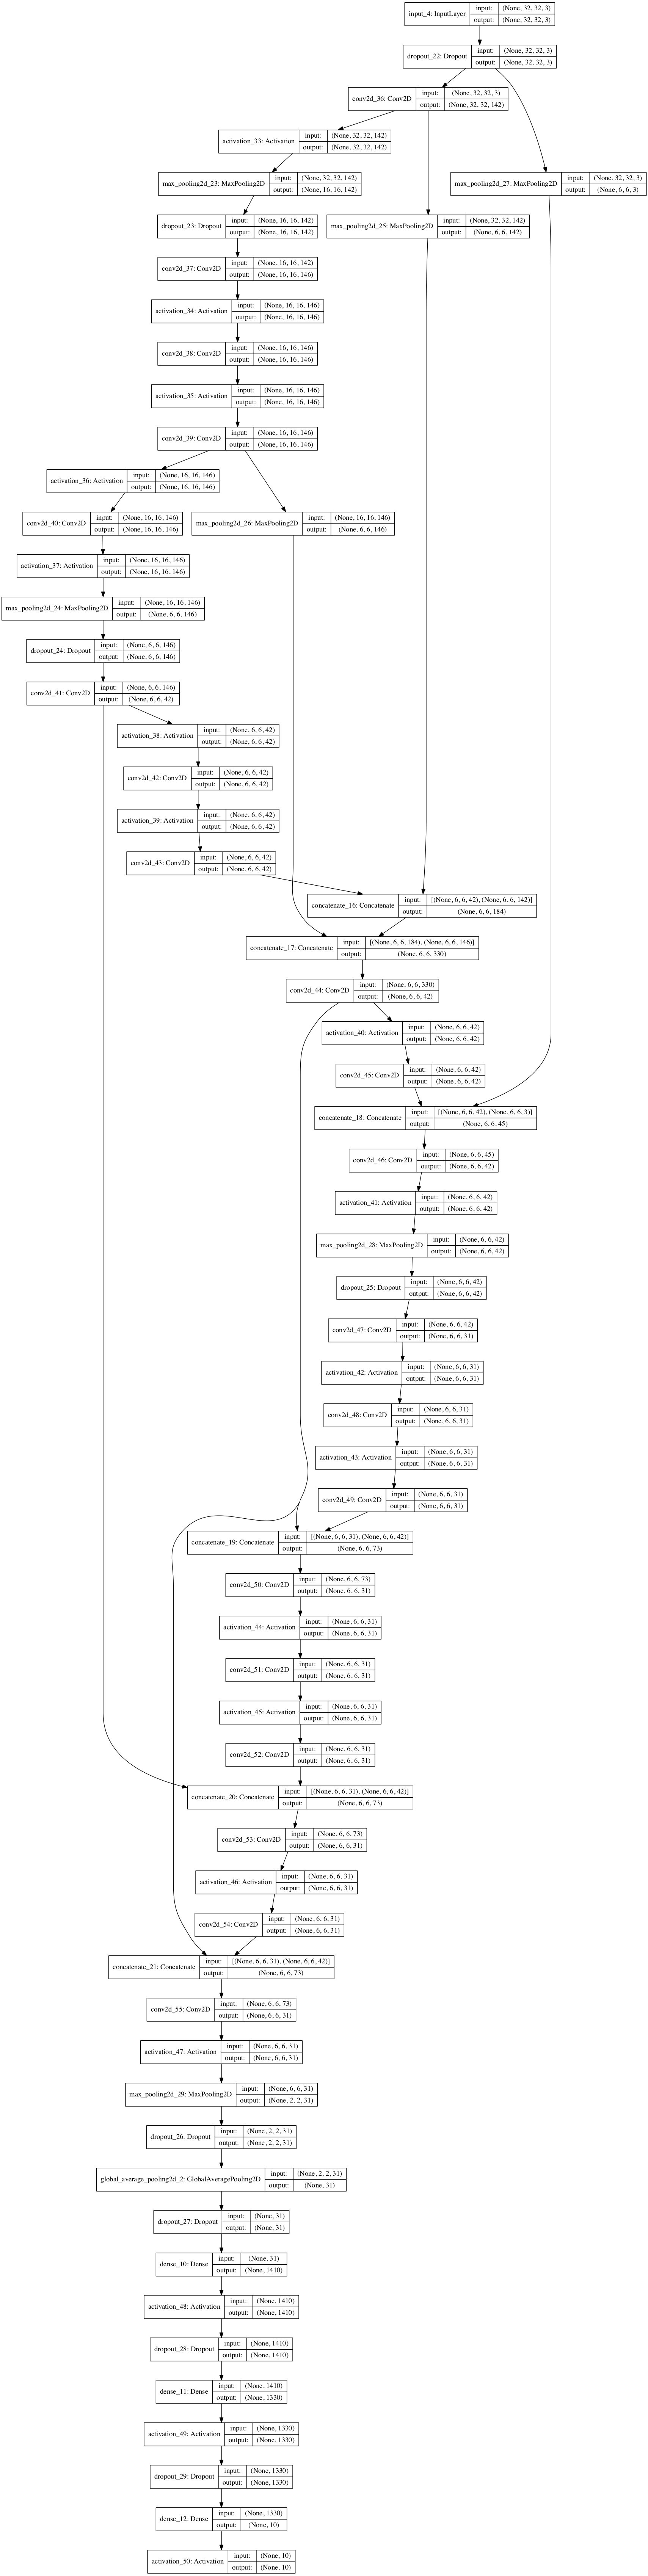 input_4: InputLayer
input: (None, 32, 32, 3)
output: (None, 32, 32, 3)
dropout_22: Dropout
input: (None, 32, 32, 3)
output: (None, 32, 32, 3)
conv2d_36: Conv2D
input: (None, 32, 32, 3)
output: (None, 32, 32, 142)
activation_33: Activation
input: (None, 32, 32, 142)
output: (None, 32, 32, 142)
max_pooling2d_23: MaxPooling2D
input: (None, 32, 32, 142)
output: (None, 16, 16, 142)
max_pooling2d_27: MaxPooling2D
input: (None, 32, 32, 3)
output: (None, 6, 6, 3)
dropout_23: Dropout
input: (None, 16, 16, 142)
output: (None, 16, 16, 142)
max_pooling2d_25: MaxPooling2D
input: (None, 32, 32, 142)
output: (None, 6, 6, 142)
conv2d_37: Conv2D
input: (None, 16, 16, 142)
output: (None, 16, 16, 146)
activation_34: Activation
input: (None, 16, 16, 146)
output: (None, 16, 16, 146)
conv2d_38: Conv2D
input: (None, 16, 16, 146)
output: (None, 16, 16, 146)
activation_35: Activation
input: (None, 16, 16, 146)
output: (None, 16, 16, 146)
conv2d_39: Conv2D
input: (None, 16, 16, 146)
output: (None, 16, 16, 146)
activation_36: Activation
input: (None, 16, 16, 146)
output: (None, 16, 16, 146)
conv2d_40: Conv2D
input: (None, 16, 16, 146)
output: (None, 16, 16, 146)
max_pooling2d_26: MaxPooling2D
input: (None, 16, 16, 146)
output: (None, 6, 6, 146)
activation_37: Activation
input: (None, 16, 16, 146)
output: (None, 16, 16, 146)
max_pooling2d_24: MaxPooling2D
input: (None, 16, 16, 146)
output: (None, 6, 6, 146)
dropout_24: Dropout
input: (None, 6, 6, 146)
output: (None, 6, 6, 146)
conv2d_41: Conv2D
input: (None, 6, 6, 146)
output: (None, 6, 6, 42)
activation_38: Activation
input: (None, 6, 6, 42)
output: (None, 6, 6, 42)
conv2d_42: Conv2D
input: (None, 6, 6, 42)
output: (None, 6, 6, 42)
activation_39: Activation
input: (None, 6, 6, 42)
output: (None, 6, 6, 42)
conv2d_43: Conv2D
input: (None, 6, 6, 42)
output: (None, 6, 6, 42)
concatenate_16: Concatenate
input: [(None, 6, 6, 42), (None, 6, 6, 142)]
output: (None, 6, 6, 184)
concatenate_17: Concatenate
input: [(None, 6, 6, 184), (None, 6, 6, 146)]
output: (None, 6, 6, 330)
conv2d_44: Conv2D
input: (None, 6, 6, 330)
output: (None, 6, 6, 42)
activation_40: Activation
input: (None, 6, 6, 42)
output: (None, 6, 6, 42)
conv2d_45: Conv2D
input: (None, 6, 6, 42)
output: (None, 6, 6, 42)
concatenate_18: Concatenate
input: [(None, 6, 6, 42), (None, 6, 6, 3)]
output: (None, 6, 6, 45)
conv2d_46: Conv2D
input: (None, 6, 6, 45)
output: (None, 6, 6, 42)
activation_41: Activation
input: (None, 6, 6, 42)
output: (None, 6, 6, 42)
max_pooling2d_28: MaxPooling2D
input: (None, 6, 6, 42)
output: (None, 6, 6, 42)
dropout_25: Dropout
input: (None, 6, 6, 42)
output: (None, 6, 6, 42)
conv2d_47: Conv2D
input: (None, 6, 6, 42)
output: (None, 6, 6, 31)
activation_42: Activation
input: (None, 6, 6, 31)
output: (None, 6, 6, 31)
conv2d_48: Conv2D
input: (None, 6, 6, 31)
output: (None, 6, 6, 31)
activation_43: Activation
input: (None, 6, 6, 31)
output: (None, 6, 6, 31)
conv2d_49: Conv2D
input: (None, 6, 6, 31)
output: (None, 6, 6, 31)
concatenate_19: Concatenate
input: [(None, 6, 6, 31), (None, 6, 6, 42)]
output: (None, 6, 6, 73)
conv2d_50: Conv2D
input: (None, 6, 6, 73)
output: (None, 6, 6, 31)
activation_44: Activation
input: (None, 6, 6, 31)
output: (None, 6, 6, 31)
conv2d_51: Conv2D
input: (None, 6, 6, 31)
output: (None, 6, 6, 31)
activation_45: Activation
input: (None, 6, 6, 31)
output: (None, 6, 6, 31)
conv2d_52: Conv2D
input: (None, 6, 6, 31)
output: (None, 6, 6, 31)
concatenate_20: Concatenate
input: [(None, 6, 6, 31), (None, 6, 6, 42)]
output: (None, 6, 6, 73)
conv2d_53: Conv2D
input: (None, 6, 6, 73)
output: (None, 6, 6, 31)
activation_46: Activation
input: (None, 6, 6, 31)
output: (None, 6, 6, 31)
conv2d_54: Conv2D
input: (None, 6, 6, 31)
output: (None, 6, 6, 31)
concatenate_21: Concatenate
input: [(None, 6, 6, 31), (None, 6, 6, 42)]
output: (None, 6, 6, 73)
conv2d_55: Conv2D
input: (None, 6, 6, 73)
output: (None, 6, 6, 31)
activation_47: Activation
input: (None, 6, 6, 31)
output: (None, 6, 6, 31)
max_pooling2d_29: MaxPooling2D
input: (None, 6, 6, 31)
output: (None, 2, 2, 31)
dropout_26: Dropout
input: (None, 2, 2, 31)
output: (None, 2, 2, 31)
global_average_pooling2d_2: GlobalAveragePooling2D
input: (None, 2, 2, 31)
output: (None, 31)
dropout_27: Dropout
input: (None, 31)
output: (None, 31)
dense_10: Dense
input: (None, 31)
output: (None, 1410)
activation_48: Activation
input: (None, 1410)
output: (None, 1410)
dropout_28: Dropout
input: (None, 1410)
output: (None, 1410)
dense_11: Dense
input: (None, 1410)
output: (None, 1330)
activation_49: Activation
input: (None, 1330)
output: (None, 1330)
dropout_29: Dropout
input: (None, 1330)
output: (None, 1330)
dense_12: Dense
input: (None, 1330)
output: (None, 10)
activation_50: Activation
input: (None, 10)
output: (None, 10)